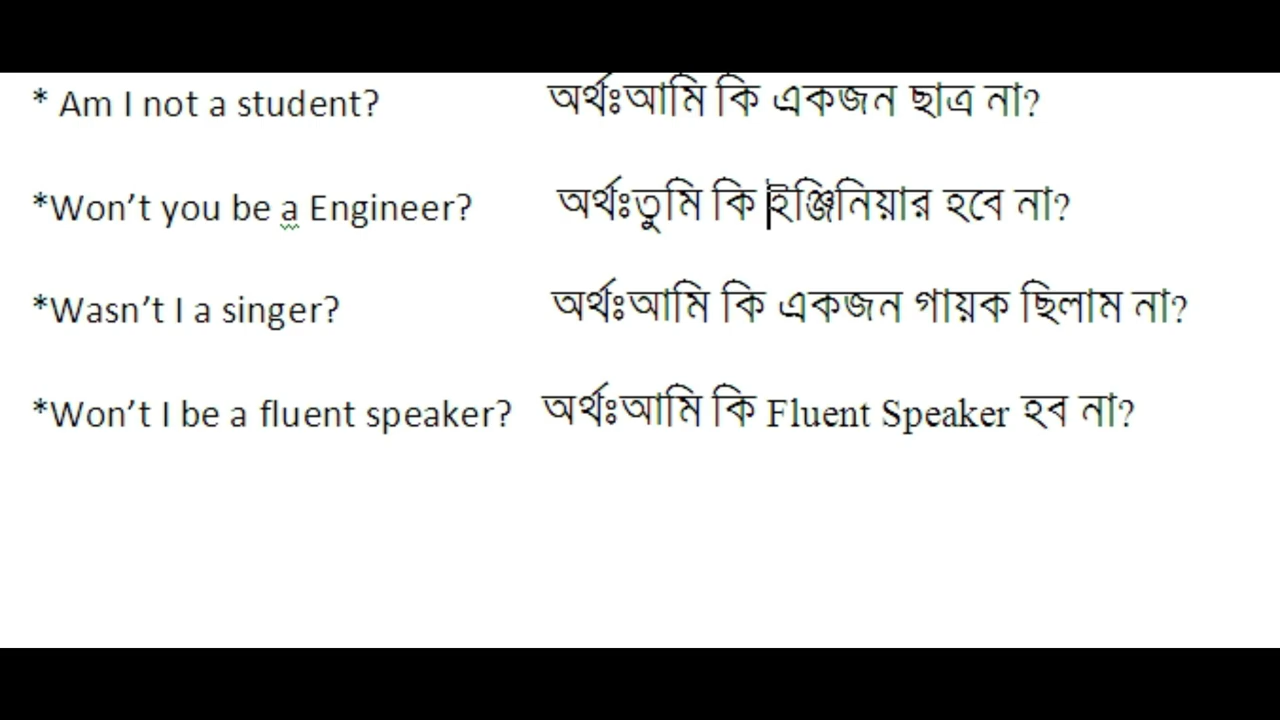 * Am I not a student? অর্থঃআমি কি একজন ছাত্র না?
*Won’t you be a Engineer? অর্থঃতুমি কি ইঞ্জিনিয়ার হবে না?
*Wasn’t I a singer? অর্থঃআমি কি একজন গায়ক ছিলাম না?
*Won’t I be a fluent speaker? অর্থঃআমি কি Fluent Speaker হব না?